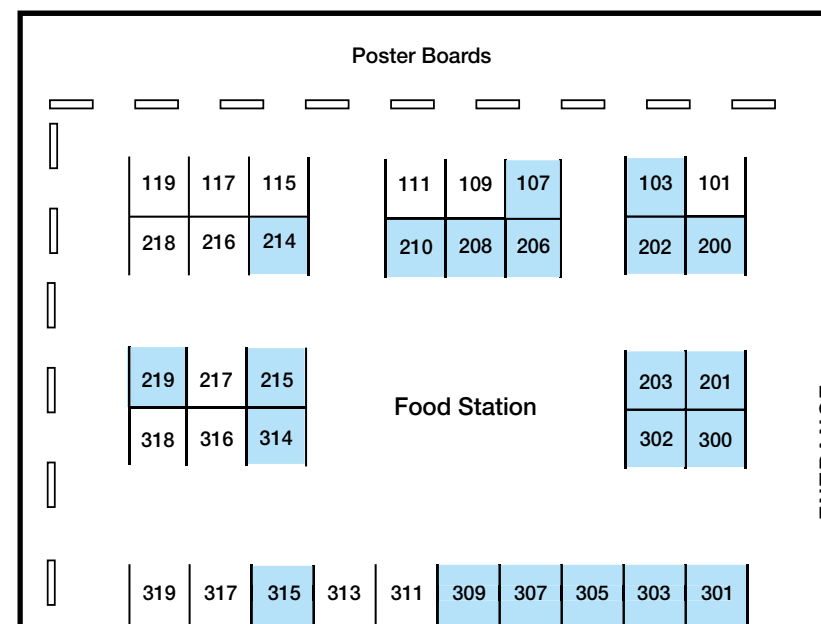 Poster Boards
119 117 115 111 109 107 103 101
218 216 214 210 208 206 202 200
219 217 215 203 201
Food Station
318 316 314 302 300
319 317 315 313 311 309 307 305 303 301